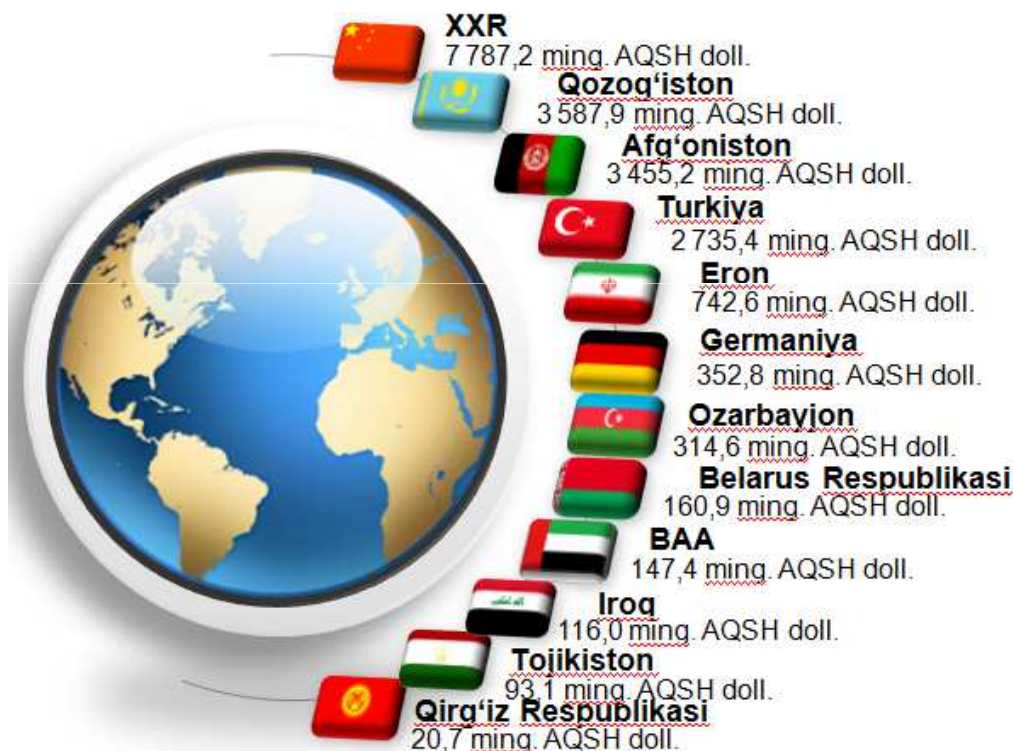 XXR
7 787,2 ming. AQSH doll.
Qozog‘iston
3 587,9 ming. AQSH doll.
Afg‘oniston
3 455,2 ming. AQSH doll.
Turkiya
2 735,4 ming. AQSH doll.
Eron
742,6 ming. AQSH doll.
Germaniya
352,8 ming. AQSH doll.
Ozarbayjon
314,6 ming. AQSH doll.
Belarus Respublikasi
160,9 ming. AQSH doll.
BAA
147,4 ming. AQSH doll.
Iroq
116,0 ming. AQSH doll.
Tojikiston
93,1 ming. AQSH doll.
Qirg‘iz Respublikasi
20,7 ming. AQSH doll.